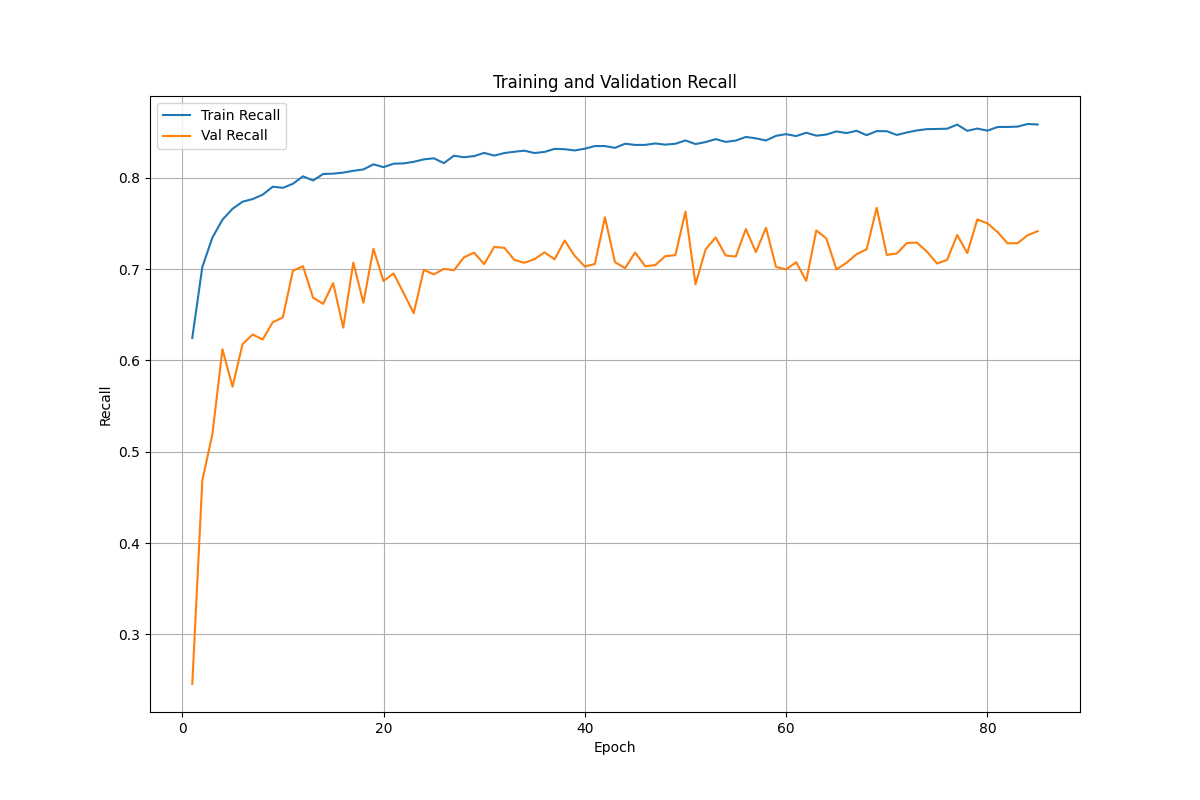 Training and Validation Recall
Train Recall
Val Recall
0.8
0.7
0.6
0.5
0.4
0.3
Recall
0 20 40 60 80
Epoch